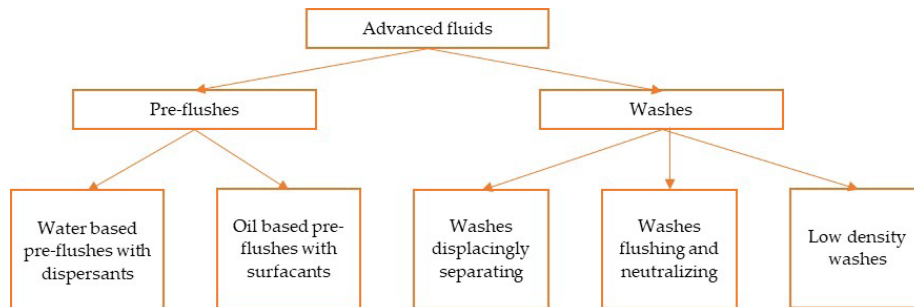 Advanced fluids
Pre-flushes
Washes
Water based
pre-flushes with
dispersants
Oil based pre-
flushes with
surfacants
Washes
displacingly
separating
Washes
flushing and
neutralizing
Low density
washes